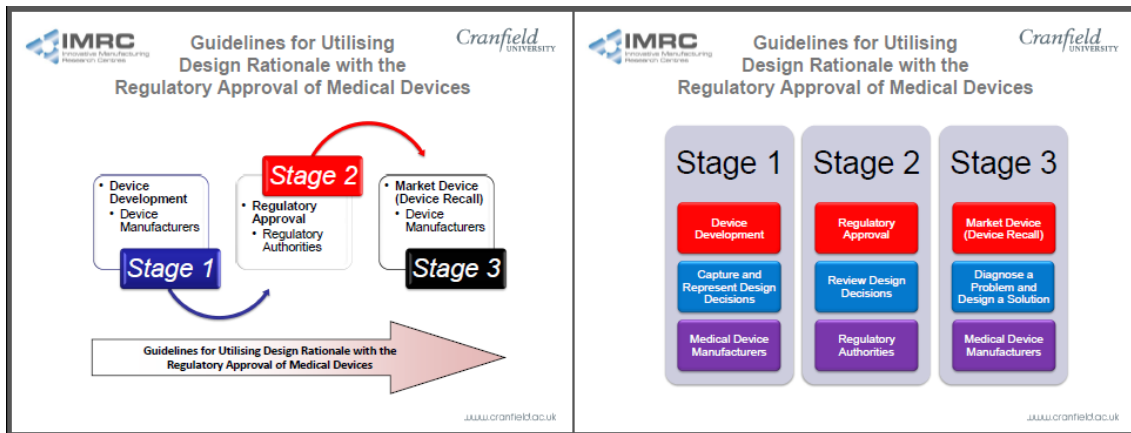 IMRC
Innovative Manufacturing
Research Centres
Guidelines for Utilising
Design Rationale with the
Regulatory Approval of Medical Devices
Cranfield
UNIVERSITY
• Device
Development
• Device
Manufacturers
Stage 1
Stage 2
• Regulatory
Approval
• Regulatory
Authorities
• Market Device
(Device Recall)
• Device
Manufacturers
Stage 3
Guidelines for Utilising Design Rationale with the
Regulatory Approval of Medical Devices
www.cranfield.ac.uk
IMRC
Innovative Manufacturing
Research Centres
Guidelines for Utilising
Design Rationale with the
Regulatory Approval of Medical Devices
Cranfield
UNIVERSITY
Stage 1
Device
Development
Capture and
Represent Design
Decisions
Medical Device
Manufacturers
Stage 2
Regulatory
Approval
Review Design
Decisions
Regulatory
Authorities
Stage 3
Market Device
(Device Recall)
Diagnose a
Problem and
Design a Solution
Medical Device
Manufacturers
www.cranfield.ac.uk